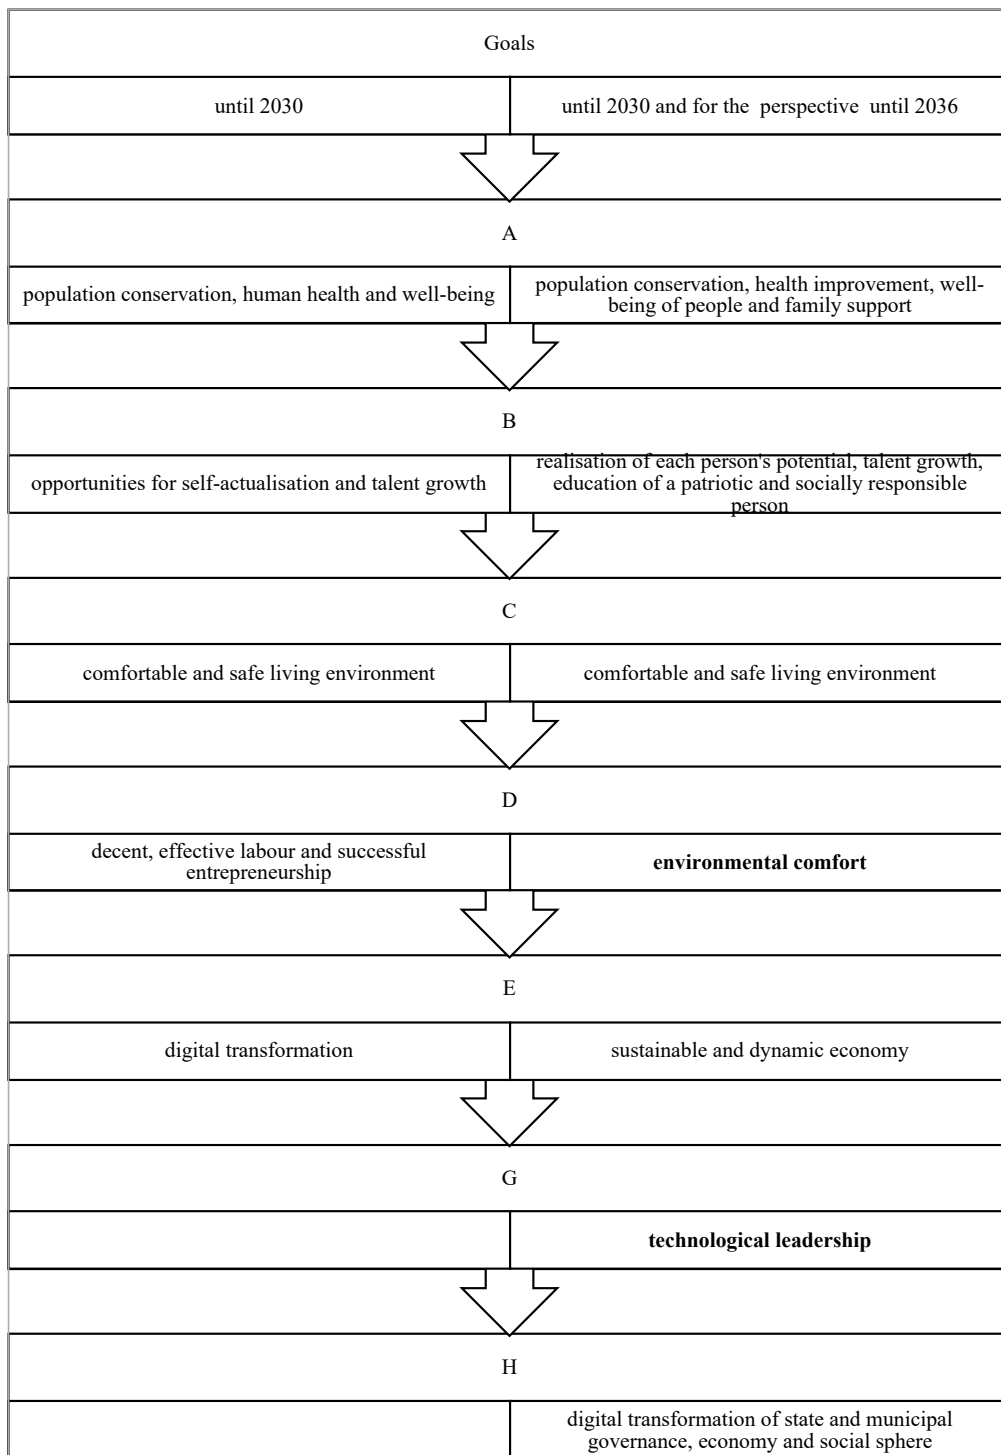 Goals
until 2030
until 2030 and for the perspective until 2036
A
population conservation, human health and well-being
population conservation, health improvement, well-
being of people and family support
B
opportunities for self-actualisation and talent growth
realisation of each person's potential, talent growth,
education of a patriotic and socially responsible
person
C
comfortable and safe living environment
comfortable and safe living environment
D
decent, effective labour and successful
entrepreneurship
environmental comfort
E
digital transformation
sustainable and dynamic economy
G
technological leadership
H
digital transformation of state and municipal
governance, economy and social sphere